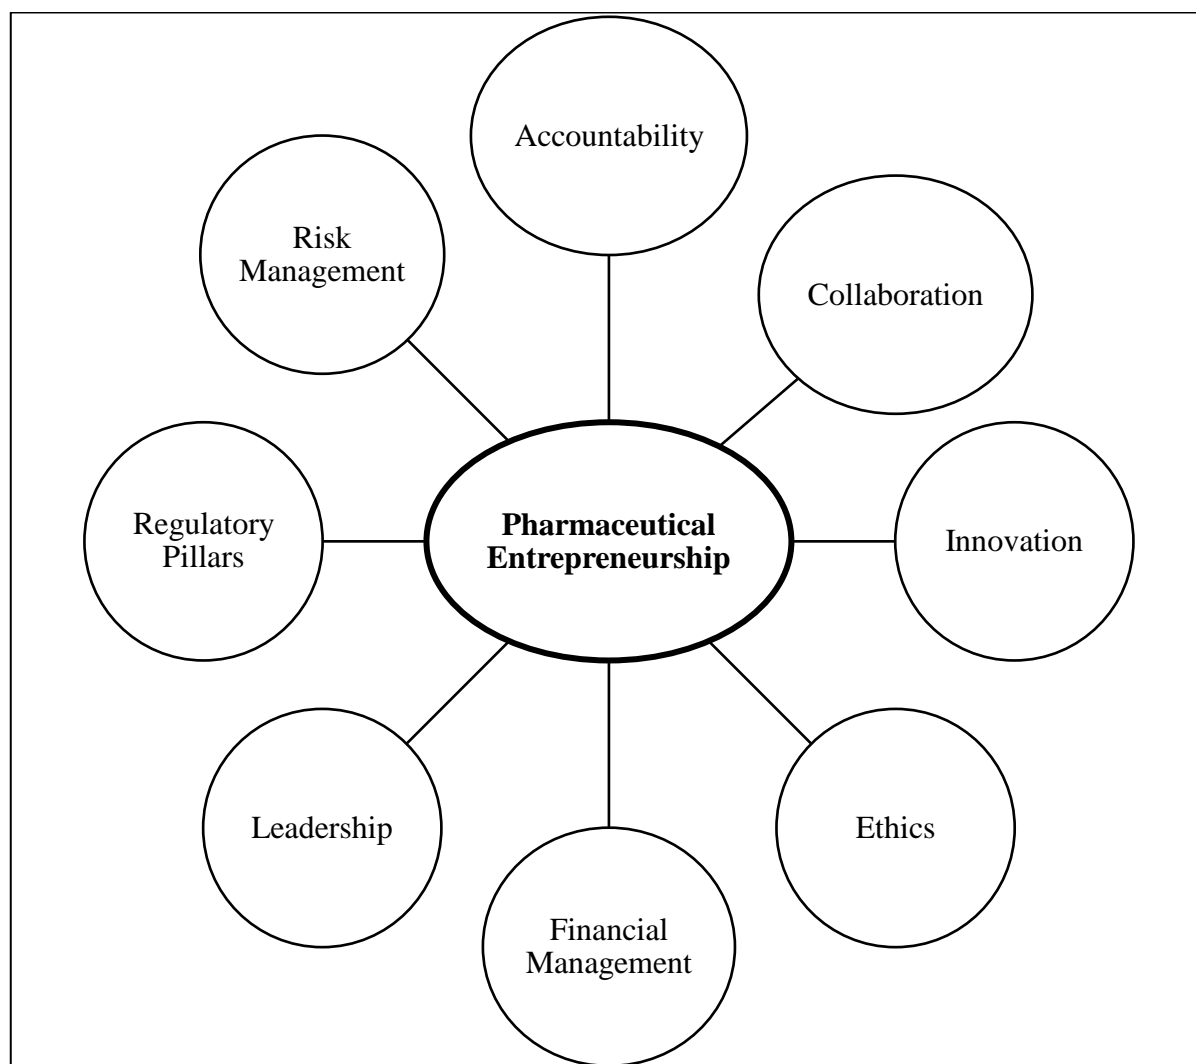 Accountability
Risk
Management
Collaboration
Regulatory
Pillars
Pharmaceutical
Entrepreneurship
Innovation
Leadership
Ethics
Financial
Management